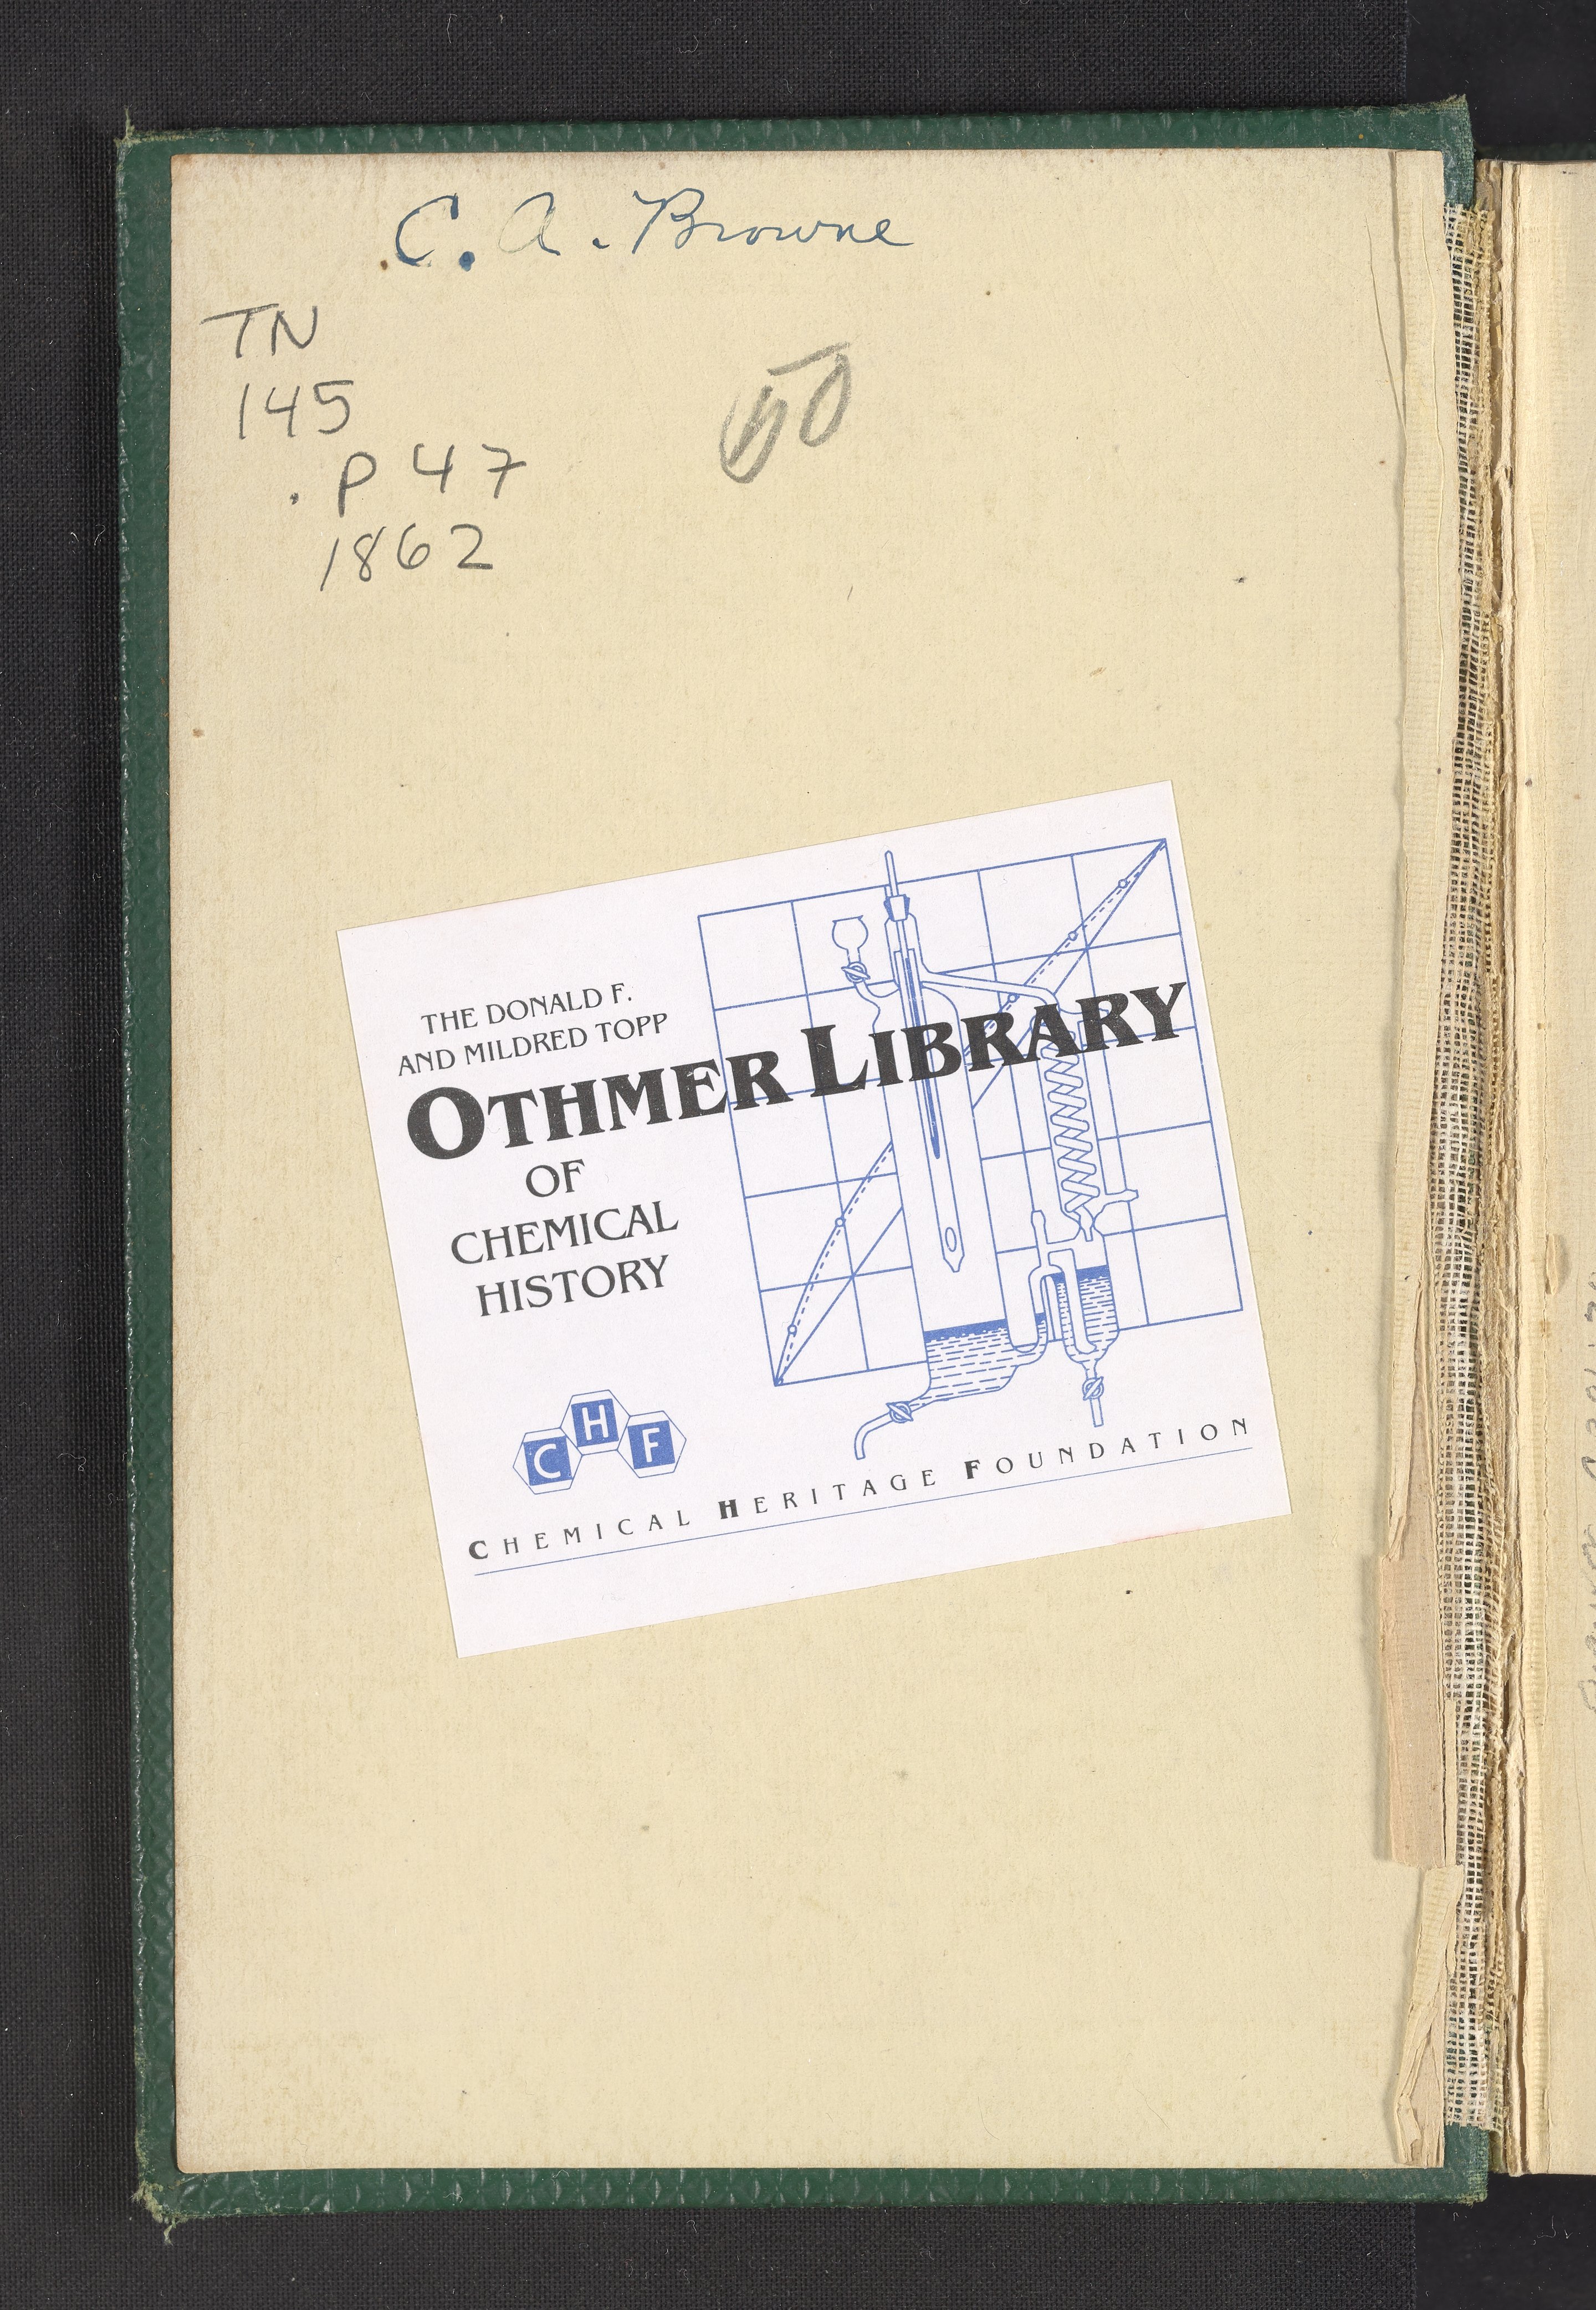 C. A. Browne
TN
145
.P47
1862
50
THE DONALD F.
AND MILDRED TOPP
OTHMER LIBRARY
OF
CHEMICAL
HISTORY
CHF
CHEMICAL HERITAGE FOUNDATION